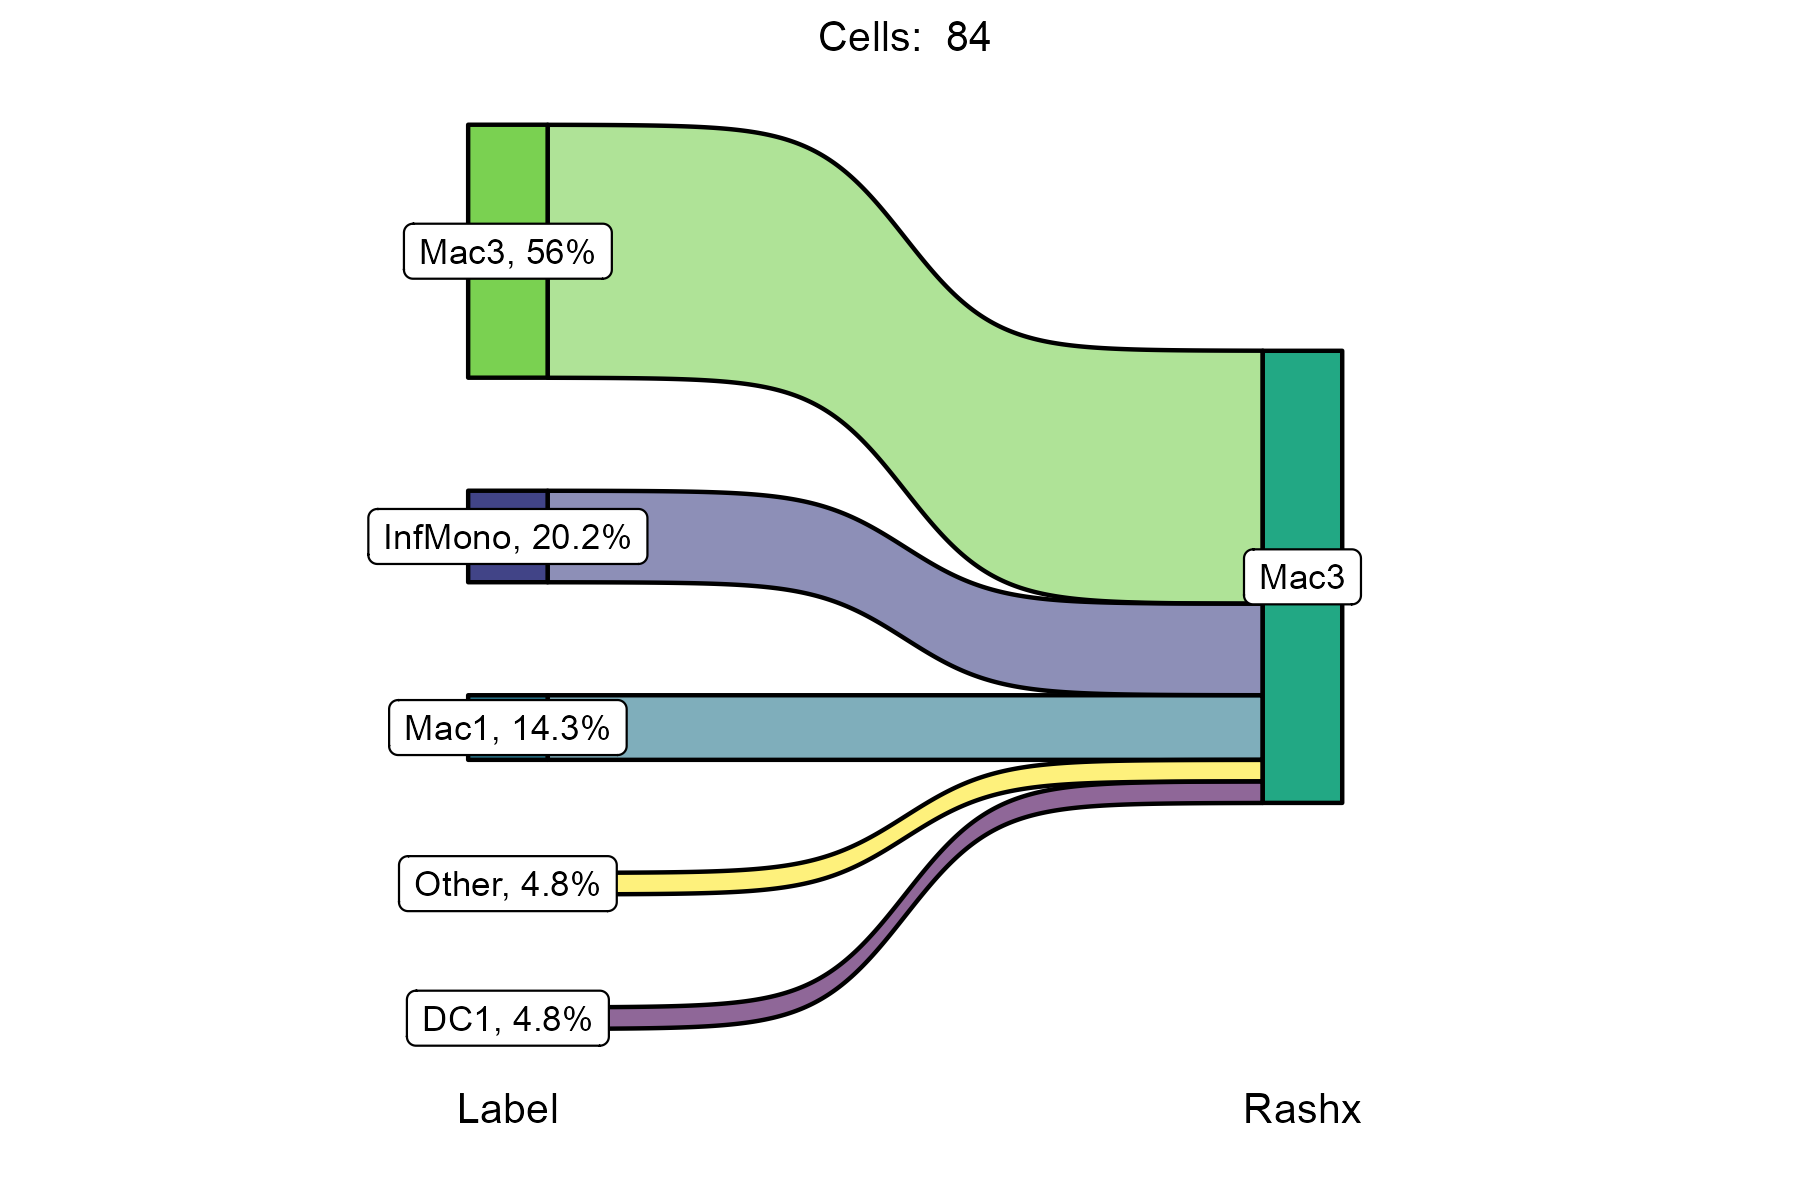 Cells:  84
Mac3, 56%
InfMono, 20.2%
Mac3
Mac1, 14.3%
Other, 4.8%
DC1, 4.8%
Label
Rashx